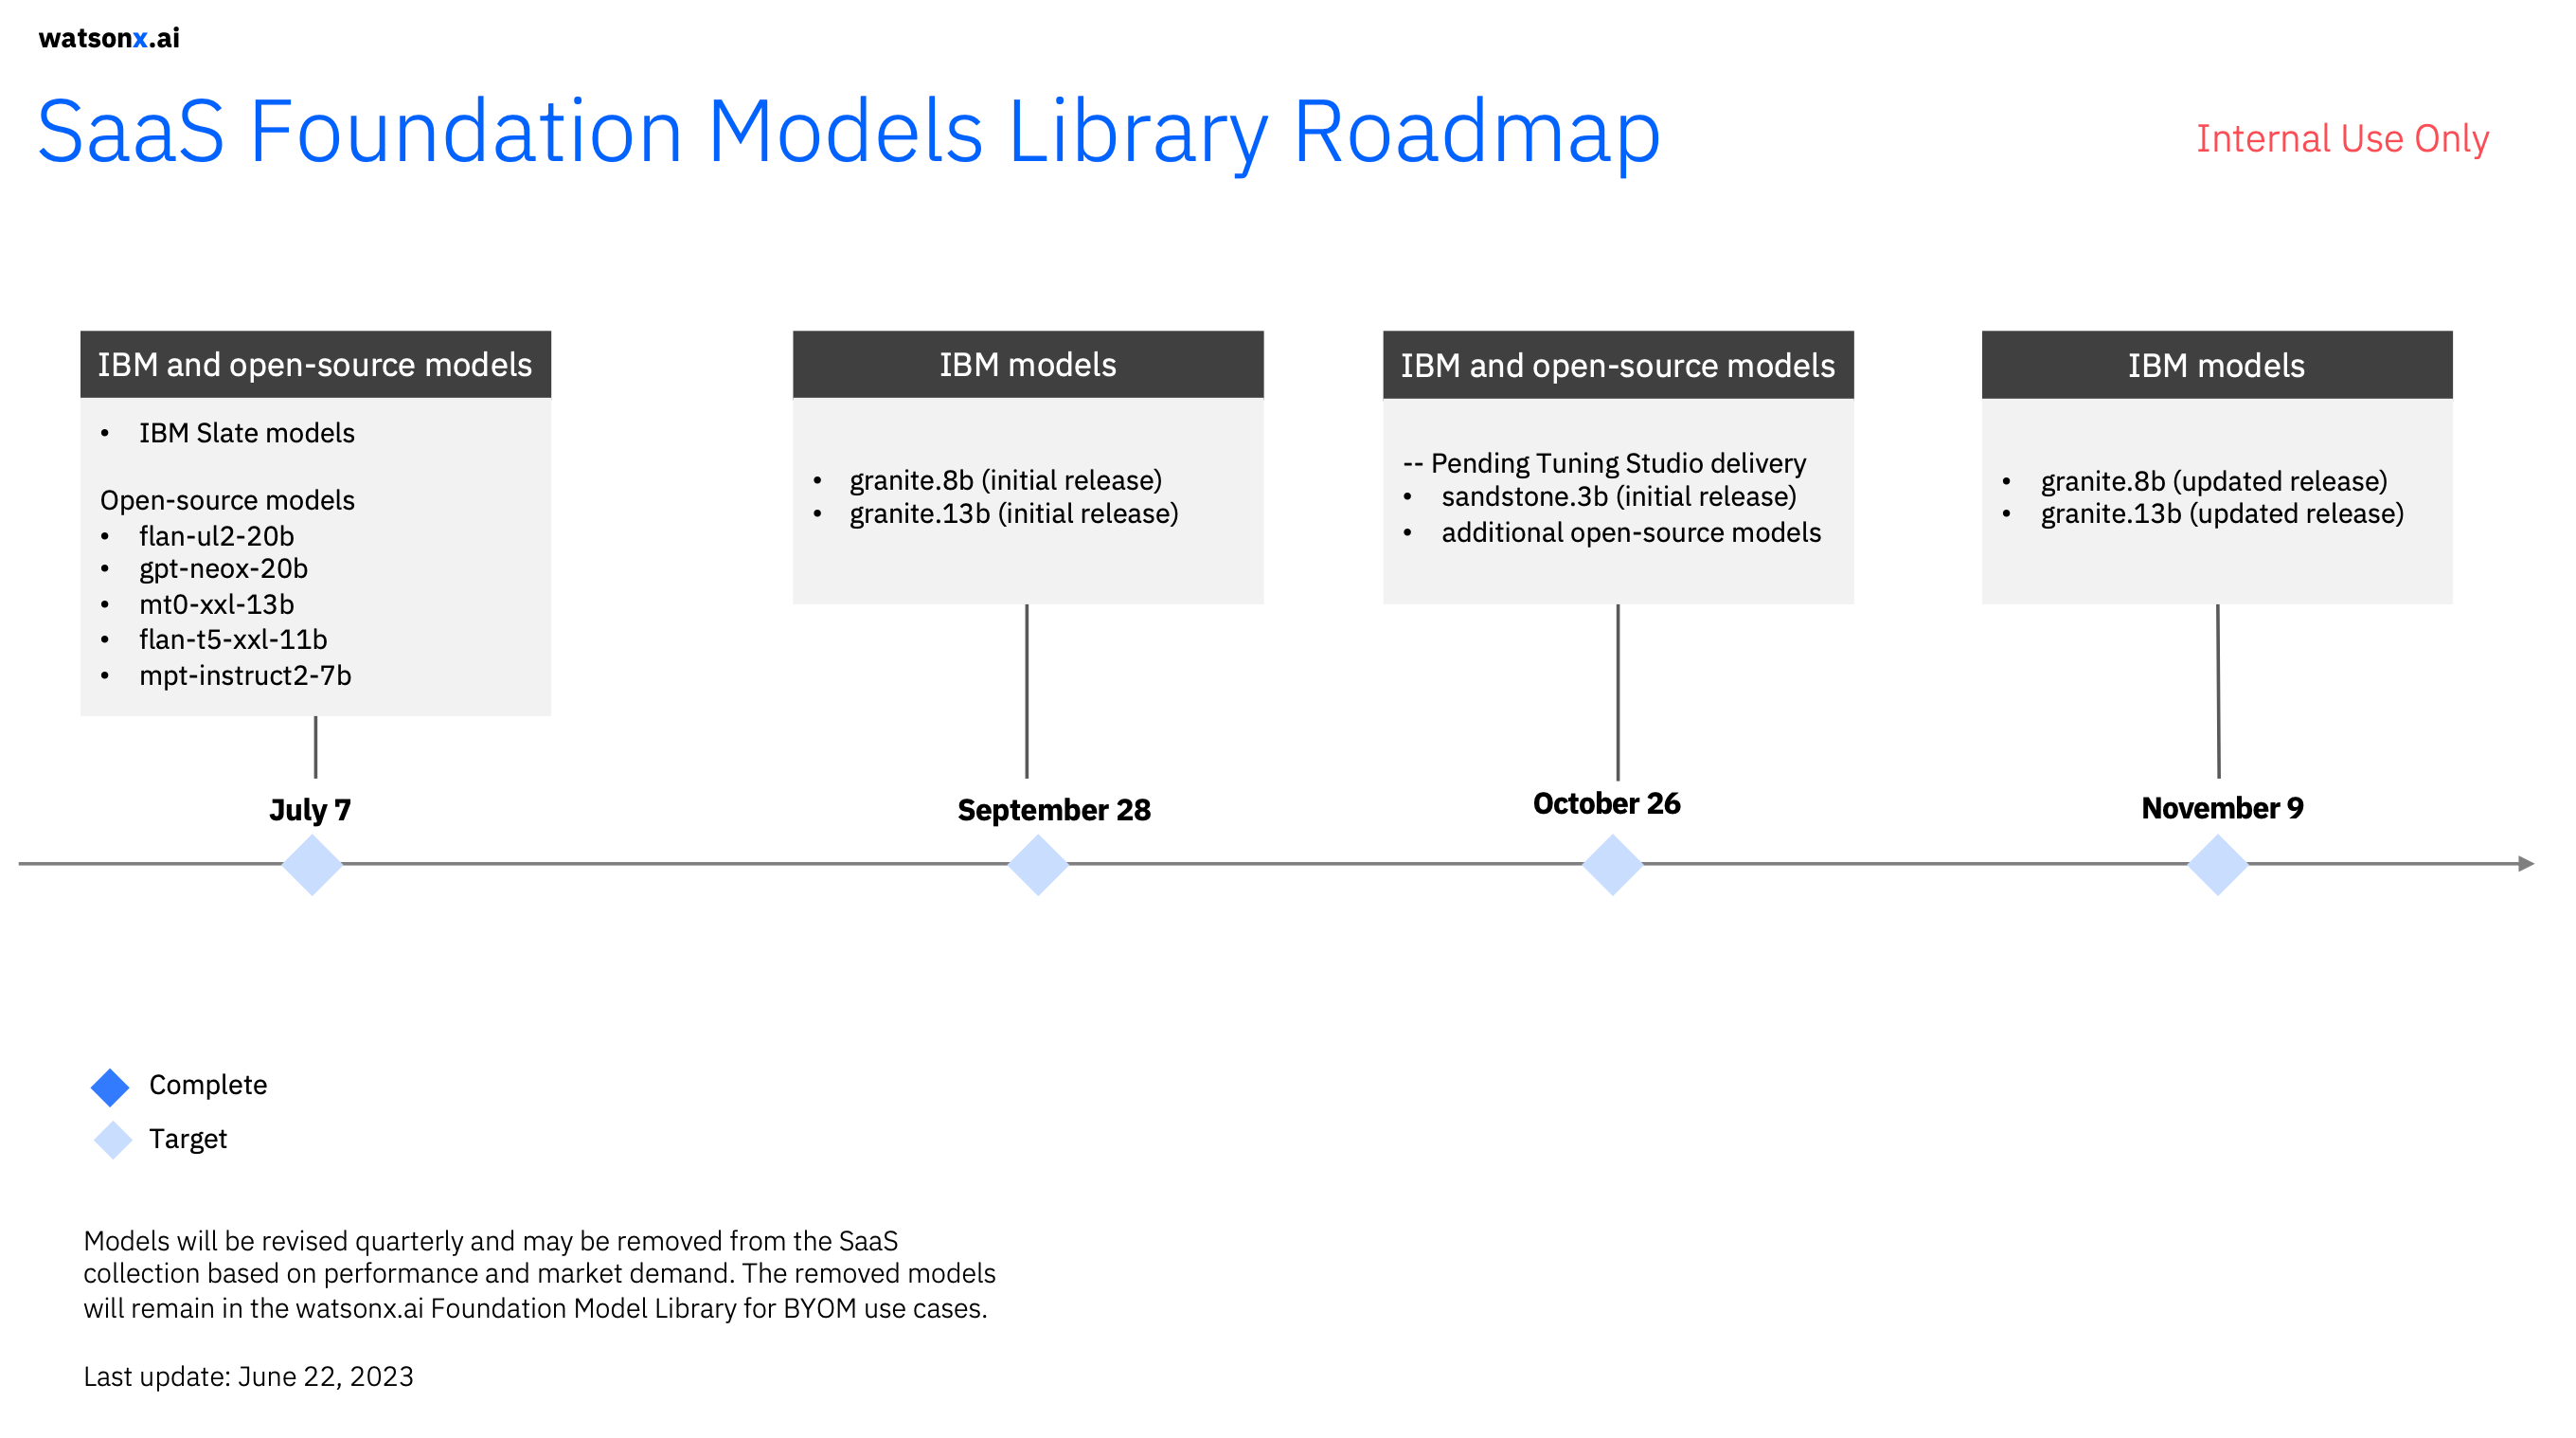 watsonx.ai
SaaS Foundation Models Library Roadmap
Internal Use Only
IBM and open-source models
• IBM Slate models
Open-source models
• flan-ul2-20b
• gpt-neox-20b
• mt0-xxl-13b
• flan-t5-xxl-11b
• mpt-instruct2-7b
July 7
IBM models
• granite.8b (initial release)
• granite.13b (initial release)
September 28
IBM and open-source models
-- Pending Tuning Studio delivery
• sandstone.3b (initial release)
• additional open-source models
October 26
IBM models
• granite.8b (updated release)
• granite.13b (updated release)
November 9
Complete
Target
Models will be revised quarterly and may be removed from the SaaS
collection based on performance and market demand. The removed models
will remain in the watsonx.ai Foundation Model Library for BYOM use cases.
Last update: June 22, 2023